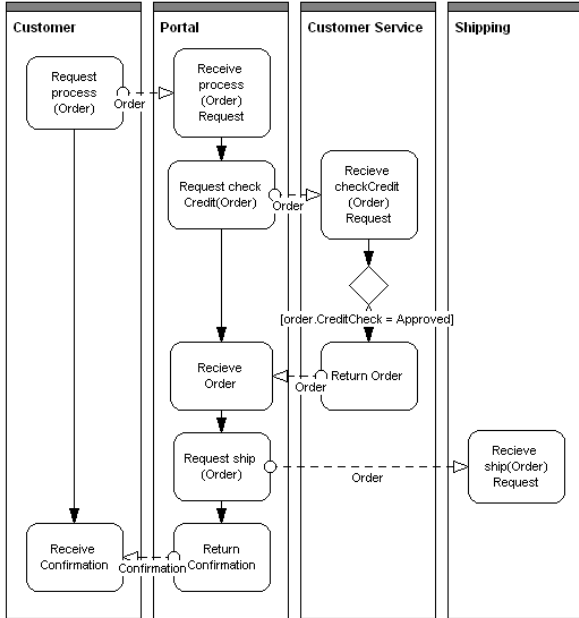 Customer
Portal
Customer Service
Shipping
Request
process
(Order)
Order
Receive
process
(Order)
Request
Request check
Credit(Order)
Order
Recieve
checkCredit
(Order)
Request
[order.CreditCheck = Approved]
Recieve
Order
Order
Return Order
Request ship
(Order)
Order
Recieve
ship(Order)
Request
Receive
Confirmation
Confirmation
Return
Confirmation